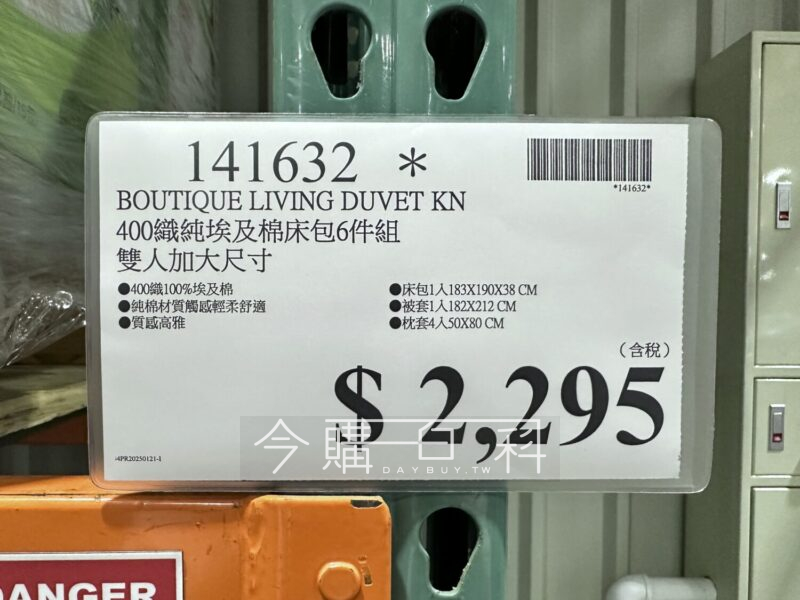 141632 *
*141632*
BOUTIQUE LIVING DUVET KN
400織純埃及棉床包6件組
雙人加大尺寸
●400織100%埃及棉
●純棉材質觸感輕柔舒適
●質感高雅
●床包1入183X190X38 CM
●被套1入182X212 CM
●枕套4入50X80 CM
(含稅)
$ 2,295
今購百科
DAYBUY.TW
-4PR20250121-1
DANGER